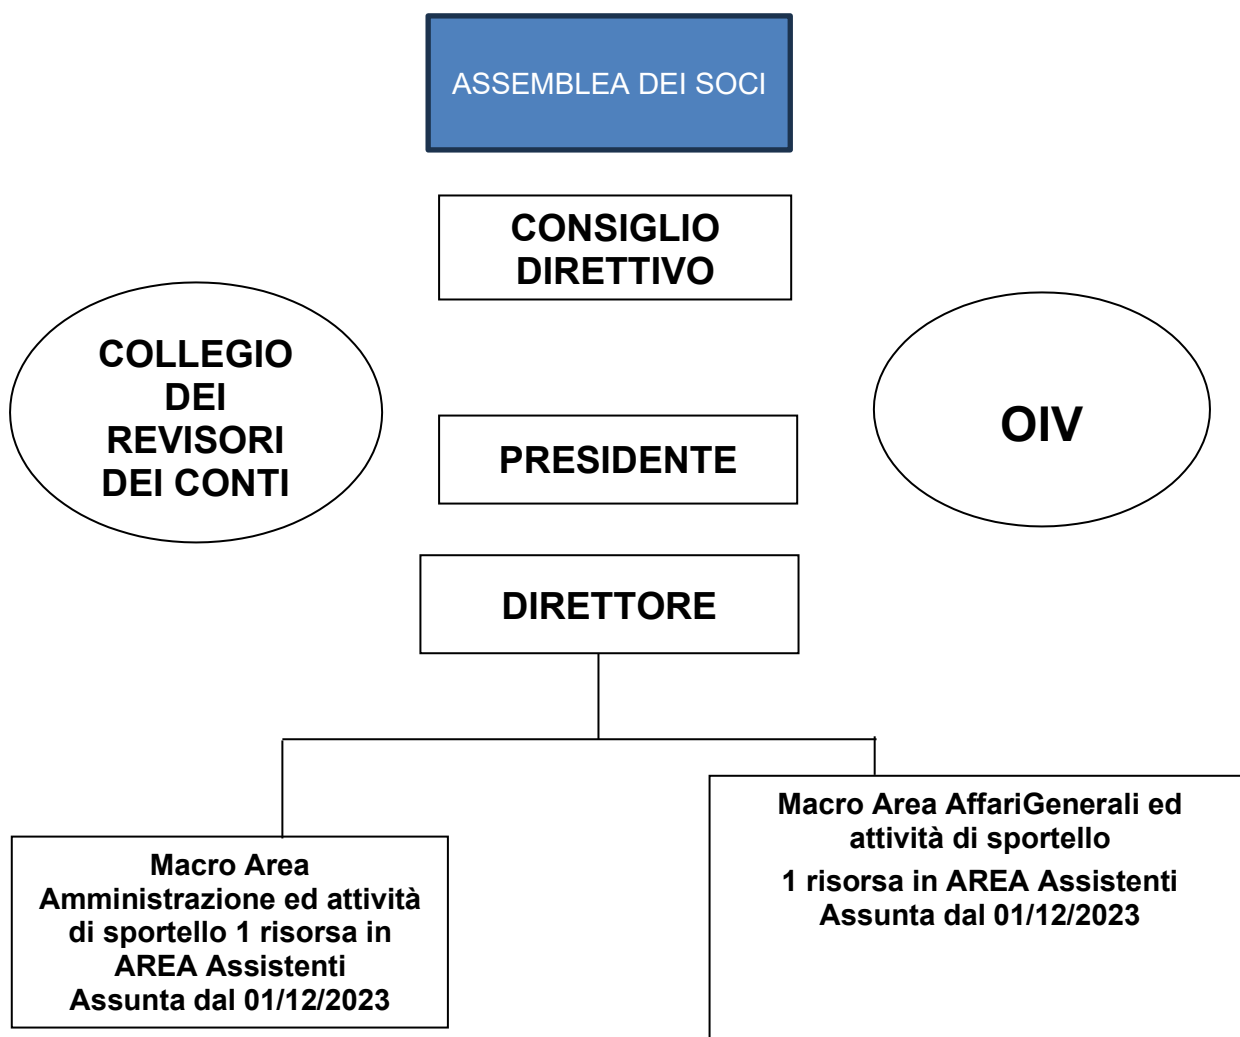 ASSEMBLEA DEI SOCI
CONSIGLIO
DIRETTIVO
COLLEGIO
DEI
REVISORI
DEI CONTI
OIV
PRESIDENTE
DIRETTORE
Macro Area
Amministrazione ed attività
di sportello 1 risorsa in
AREA Assistenti
Assunta dal 01/12/2023
Macro Area AffariGenerali ed
attività di sportello
1 risorsa in AREA Assistenti
Assunta dal 01/12/2023